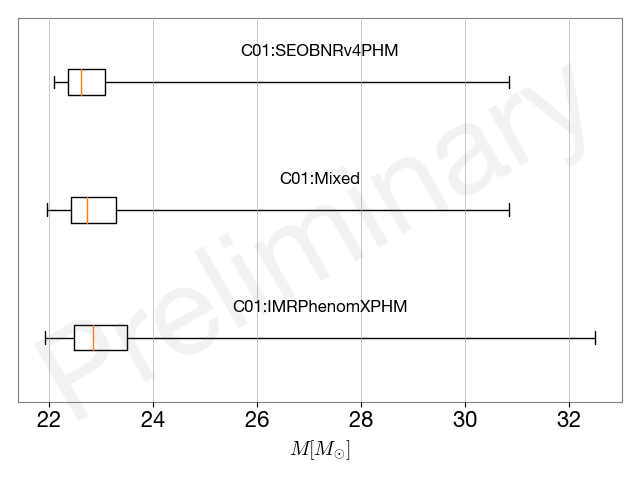 C01:SEOBNRv4PHM
C01:Mixed
C01:IMRPhenomXPHM
Preliminary
22 24 26 28 30 32
M[M⊙]